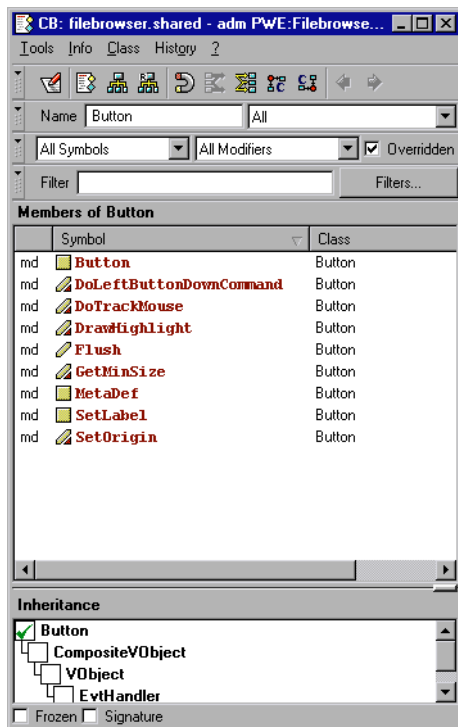 CB: filebrowser.shared - adm PWE:Filebrowse...
Tools Info Class History ?
Name Button All
All Symbols All Modifiers Overridden
Filter Filters...
Members of Button
Symbol Class
md Button Button
md DoLeftButtonDownCommand Button
md DoTrackMouse Button
md DrawHighlight Button
md Flush Button
md GetMinSize Button
md MetaDef Button
md SetLabel Button
md SetOrigin Button
Inheritance
Button
CompositeVObject
VObject
EvtHandler
Frozen Signature